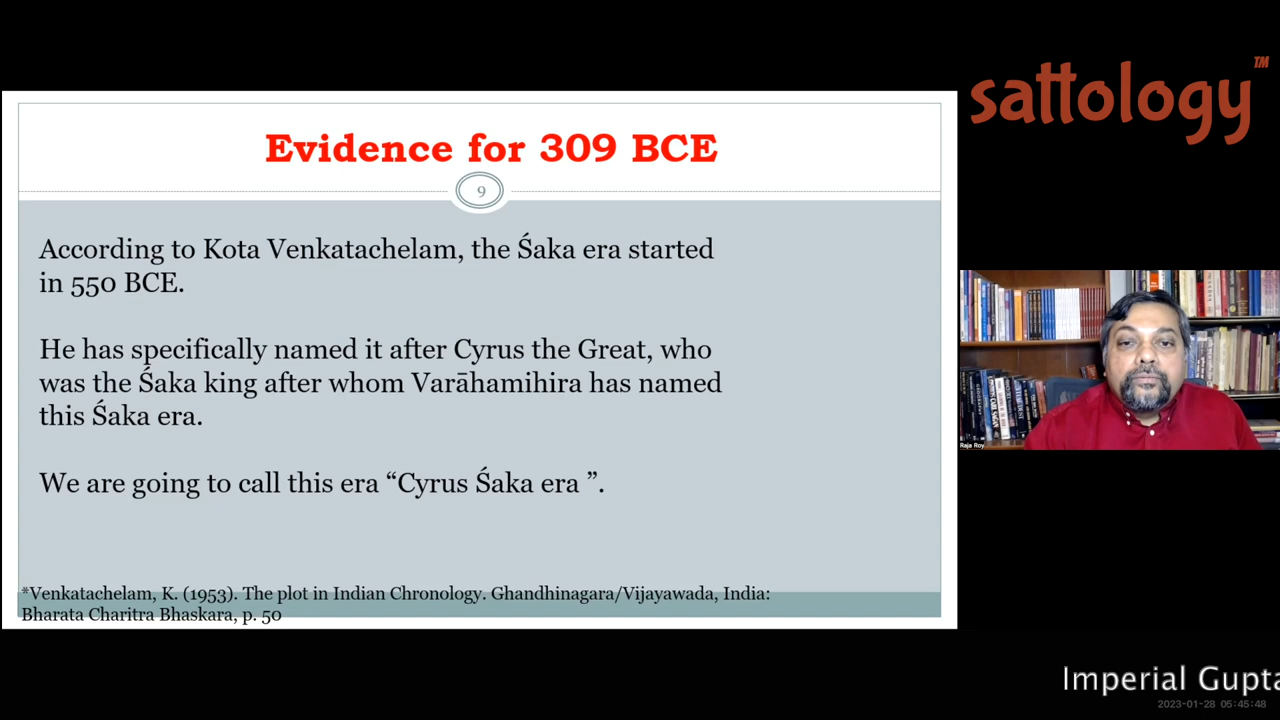 sattology™
Evidence for 309 BCE
9
According to Kota Venkatachelam, the Śaka era started
in 550 BCE.
He has specifically named it after Cyrus the Great, who
was the Śaka king after whom Varāhamihira has named
this Śaka era.
We are going to call this era “Cyrus Śaka era ”.
*Venkatachelam, K. (1953). The plot in Indian Chronology. Ghandhinagara/Vijayawada, India:
Bharata Charitra Bhaskara, p. 50
Raja Roy
Imperial Gupta
2023-01-28 05:45:48